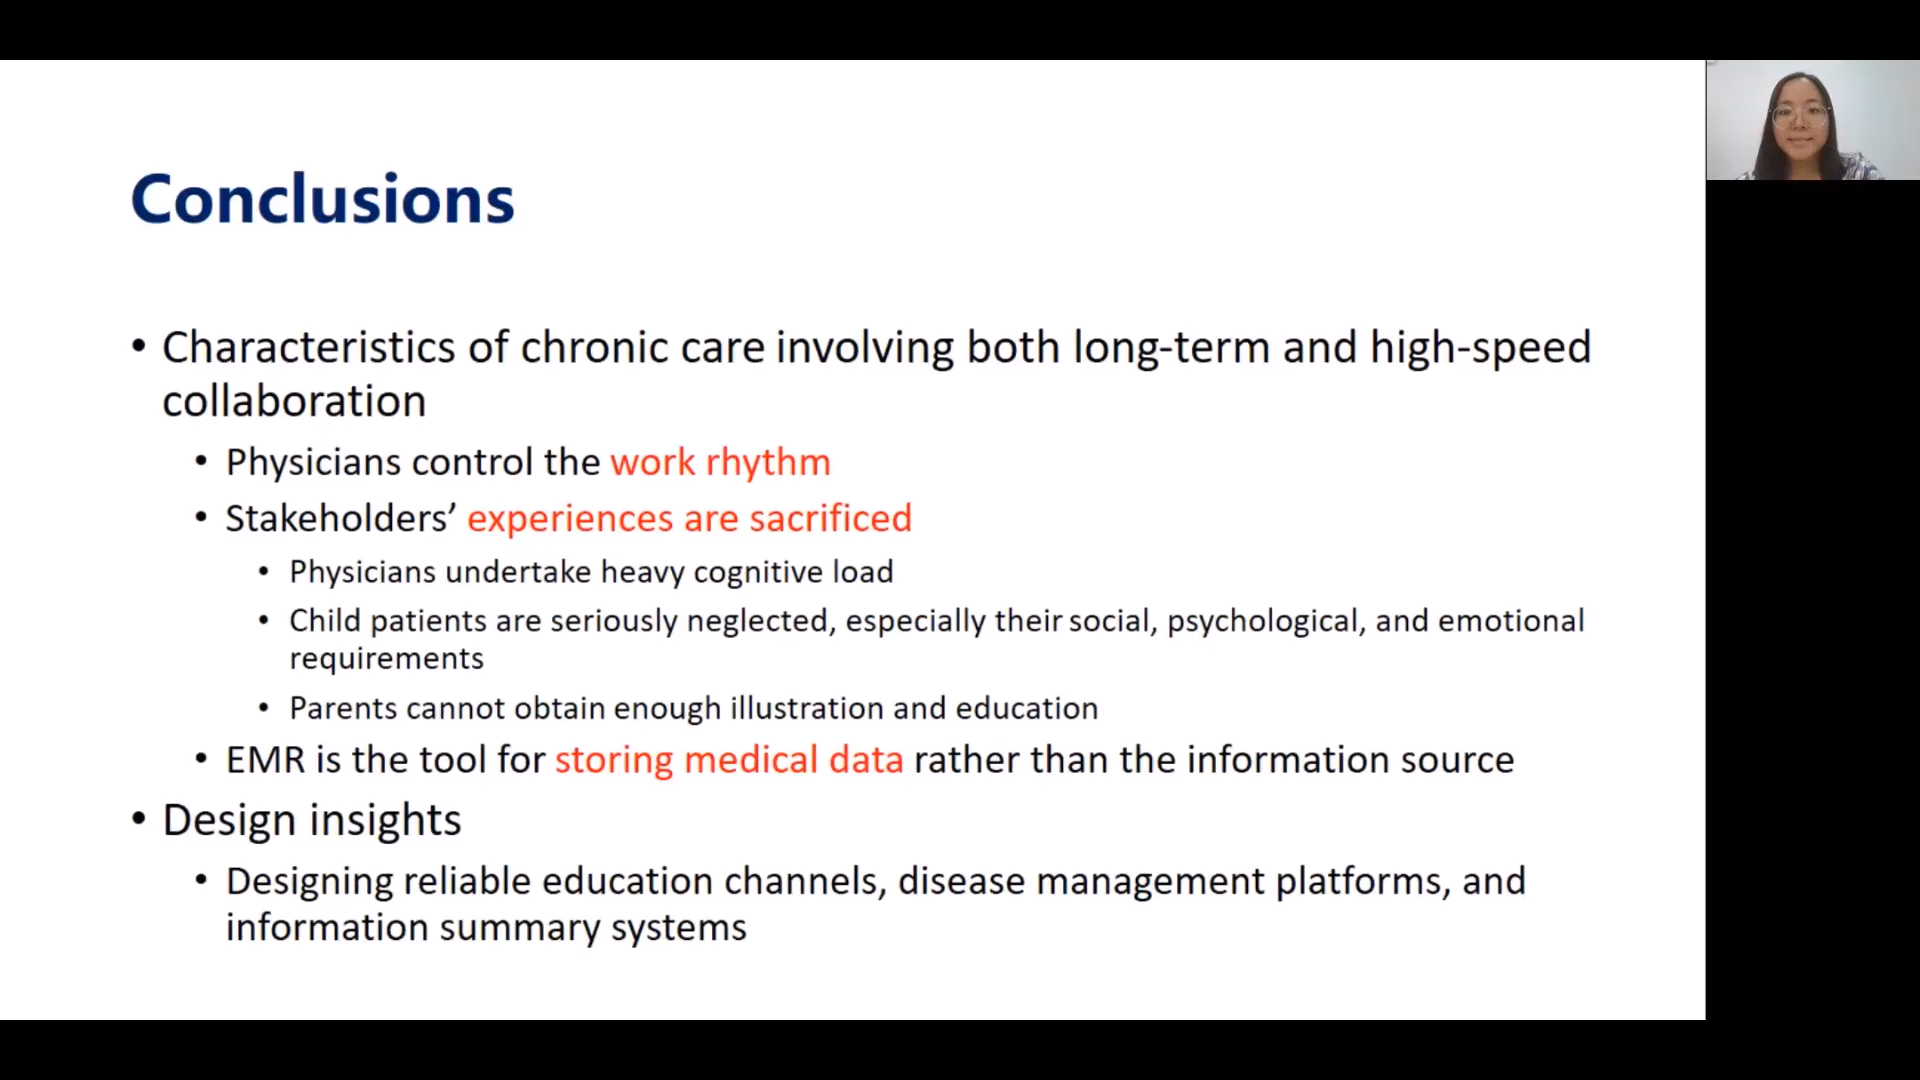 Conclusions
• Characteristics of chronic care involving both long-term and high-speed
collaboration
• Physicians control the work rhythm
• Stakeholders’ experiences are sacrificed
• Physicians undertake heavy cognitive load
• Child patients are seriously neglected, especially their social, psychological, and emotional
requirements
• Parents cannot obtain enough illustration and education
• EMR is the tool for storing medical data rather than the information source
• Design insights
• Designing reliable education channels, disease management platforms, and
information summary systems